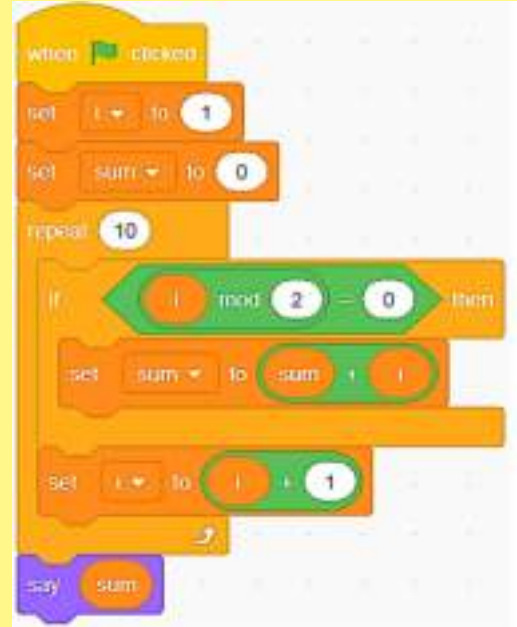 when clicked
set i to 1
set sum to 0
repeat 10
if i mod 2 = 0 then
set sum to sum + i
set i to i + 1
say sum